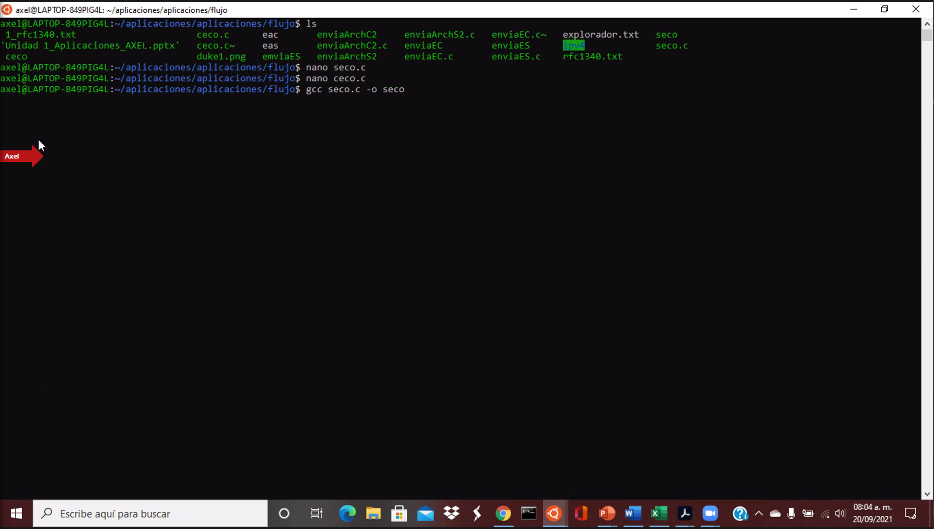 axel@LAPTOP-849PIG4L: ~/aplicaciones/aplicaciones/flujo
axel@LAPTOP-849PIG4L:~/aplicaciones/aplicaciones/flujo$ ls
1_rfc1340.txt ceco.c eac enviaArchC2 enviaArchS2.c enviaEC.c~ explorador.txt seco
'Unidad 1_Aplicaciones_AXEL.pptx' ceco.c~ eas enviaArchC2.c enviaEC enviaES ipv4 seco.c
ceco duke1.png emviaES enviaArchS2 enviaEC.c enviaES.c rfc1340.txt
axel@LAPTOP-849PIG4L:~/aplicaciones/aplicaciones/flujo$ nano seco.c
axel@LAPTOP-849PIG4L:~/aplicaciones/aplicaciones/flujo$ nano ceco.c
axel@LAPTOP-849PIG4L:~/aplicaciones/aplicaciones/flujo$ gcc seco.c -o seco
Axel
Escribe aquí para buscar
08:04 a. m.
20/09/2021